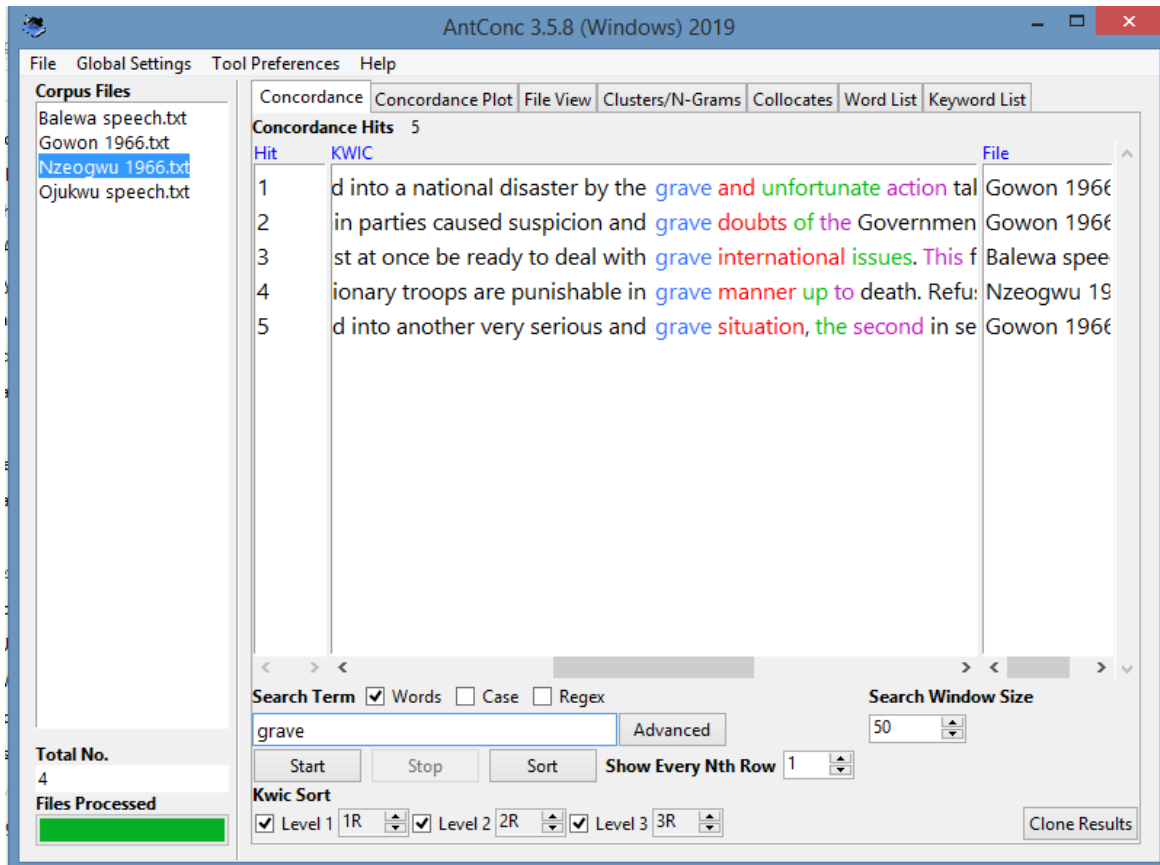 AntConc 3.5.8 (Windows) 2019
File Global Settings Tool Preferences Help
Corpus Files
Balewa speech.txt
Gowon 1966.txt
Nzeogwu 1966.txt
Ojukwu speech.txt
Concordance Concordance Plot File View Clusters/N-Grams Collocates Word List Keyword List
Concordance Hits 5
Hit KWIC File
1 d into a national disaster by the grave and unfortunate action tal Gowon 1966
2 in parties caused suspicion and grave doubts of the Governmen Gowon 1966
3 st at once be ready to deal with grave international issues. This f Balewa spee
4 ionary troops are punishable in grave manner up to death. Refu Nzeogwu 19
5 d into another very serious and grave situation, the second in se Gowon 1966
Search Term Words Case Regex Search Window Size
grave Advanced 50
Total No.
4
Start Stop Sort Show Every Nth Row 1
Files Processed
Kwic Sort
Level 1 1R Level 2 2R Level 3 3R Clone Results